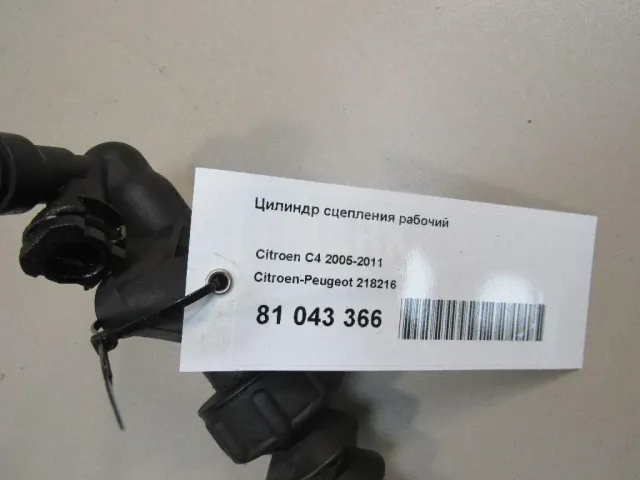 Цилиндр сцепления рабочий
Citroen C4 2005-2011
Citroen-Peugeot 218216
81 043 366